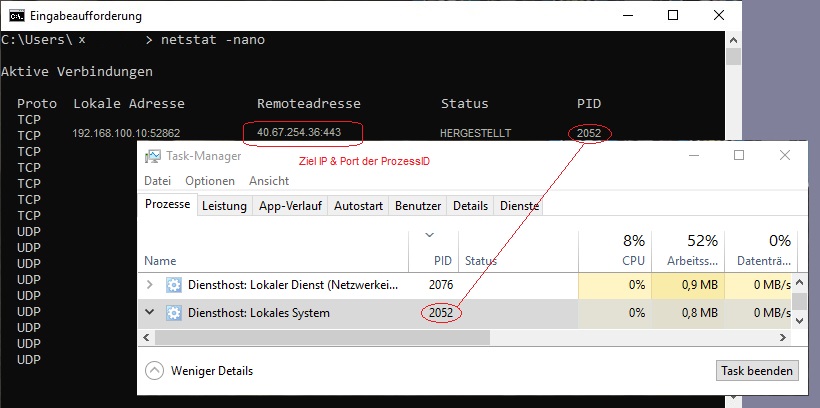 Eingabeaufforderung
C:\Users\ x > netstat -nano
Aktive Verbindungen
Proto Lokale Adresse Remoteadresse Status PID
TCP
TCP 192.168.100.10:52862 40.67.254.36:443 HERGESTELLT 2052
TCP
TCP
TCP
TCP
TCP
UDP
UDP
UDP
UDP
UDP
UDP
UDP
UDP
UDP
Task-Manager
Ziel IP & Port der ProzessID
Datei Optionen Ansicht
Prozesse Leistung App-Verlauf Autostart Benutzer Details Dienste
8% 52% 0%
Name PID Status CPU Arbeitss... Datenträ...
Diensthost: Lokaler Dienst (Netzwerkei... 2076 0% 0,9 MB 0 MB/s
Diensthost: Lokales System 2052 0% 0,8 MB 0 MB/s
Weniger Details Task beenden